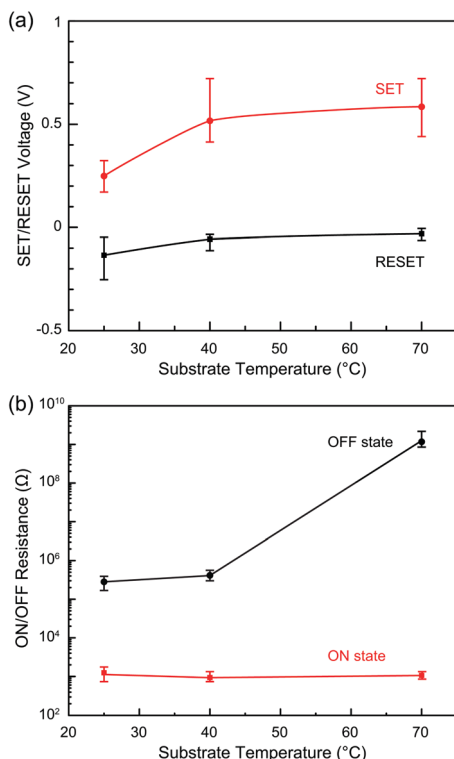 (a)
1
SET
0.5
SET/RESET Voltage (V)
0
RESET
-0.5
20 30 40 50 60 70
Substrate Temperature (°C)
(b)
10^10
OFF state
10^8
ON/OFF Resistance (Ω)
10^6
10^4
ON state
10^2
20 30 40 50 60 70
Substrate Temperature (°C)